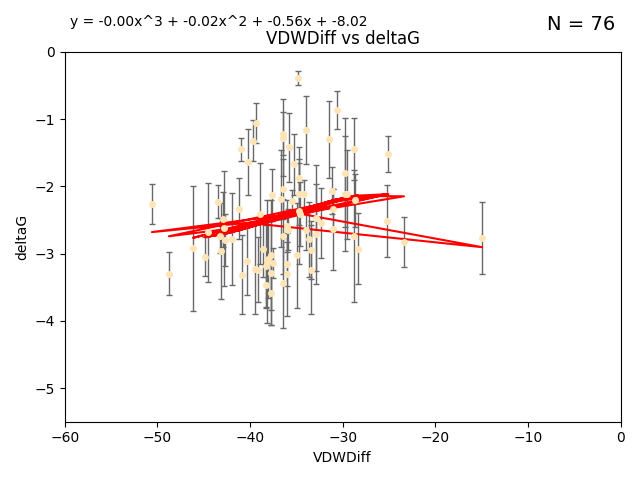 y = -0.00x^3 + -0.02x^2 + -0.56x + -8.02
N = 76
VDWDiff vs deltaG
0
−1
−2
−3
−4
−5
deltaG
−60 −50 −40 −30 −20 −10 0
VDWDiff